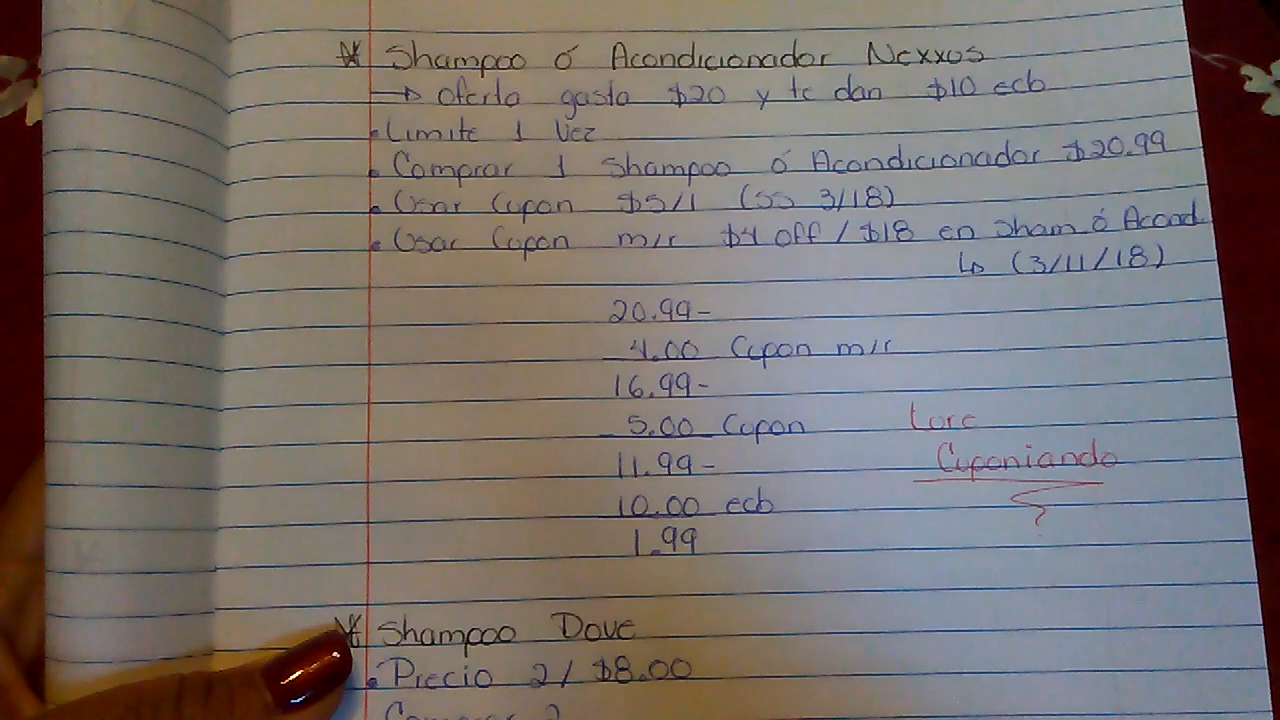 * Shampoo ó Acondicionador Nexxos
→ oferta gasta $20 y te dan $10 ecb
• Limite 1 Vez
• Comprar 1 Shampoo ó Acondicionador $20.99
• Usar Cupon $5/1 (SS 3/18)
• Usar Cupon m/r $4 off / $18 en Sham ó Acond
↳ (3/11/18)
20.99-
4.00 Cupon m/r
16.99-
5.00 Cupon
Lore
Cuponiando
11.99-
10.00 ecb
1.99
* Shampoo Dove
• Precio 2/ $8.00